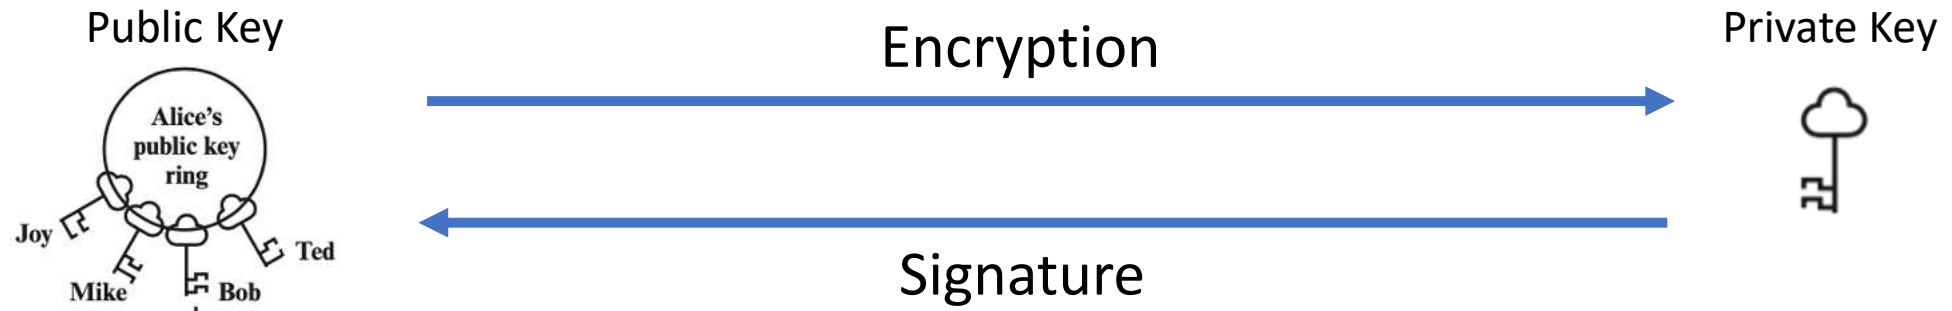 Public Key
Encryption
Private Key
Alice's
public key
ring
Joy
Mike
Bob
Ted
Signature